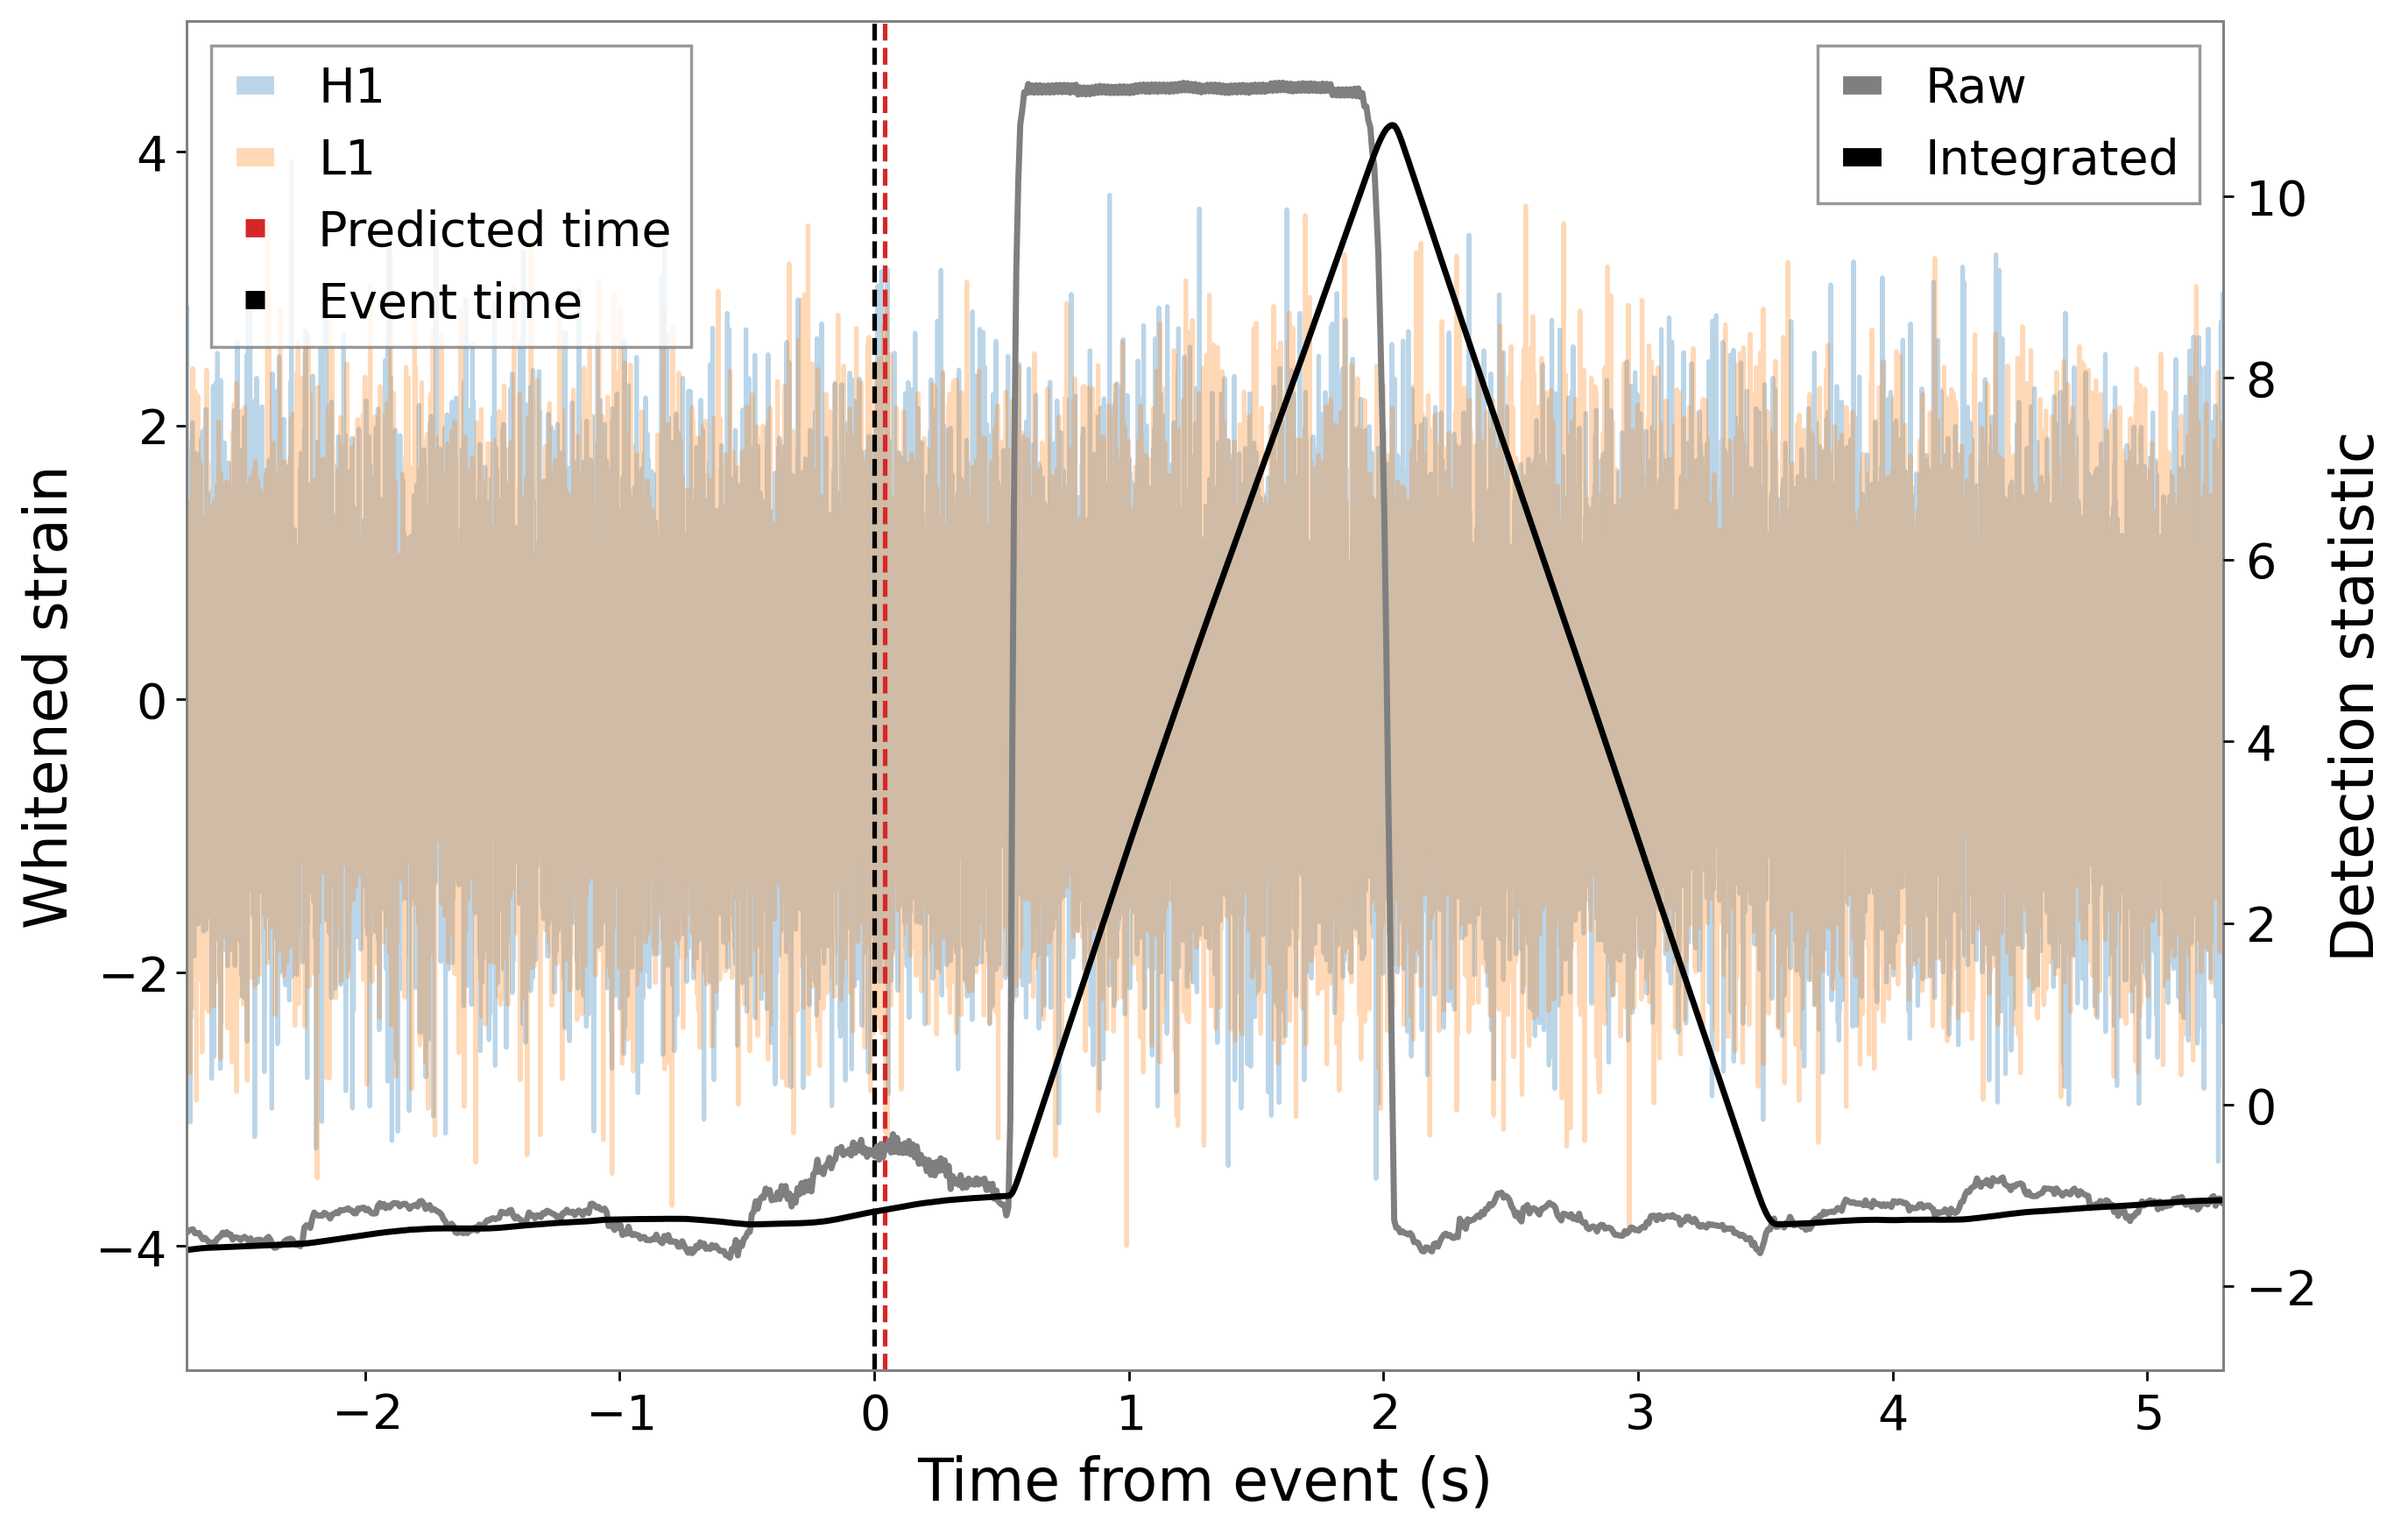 H1
L1
Predicted time
Event time
Raw
Integrated
Whitened strain
4
2
0
−2
−4
Detection statistic
10
8
6
4
2
0
−2
−2
−1
0
1
2
3
4
5
Time from event (s)